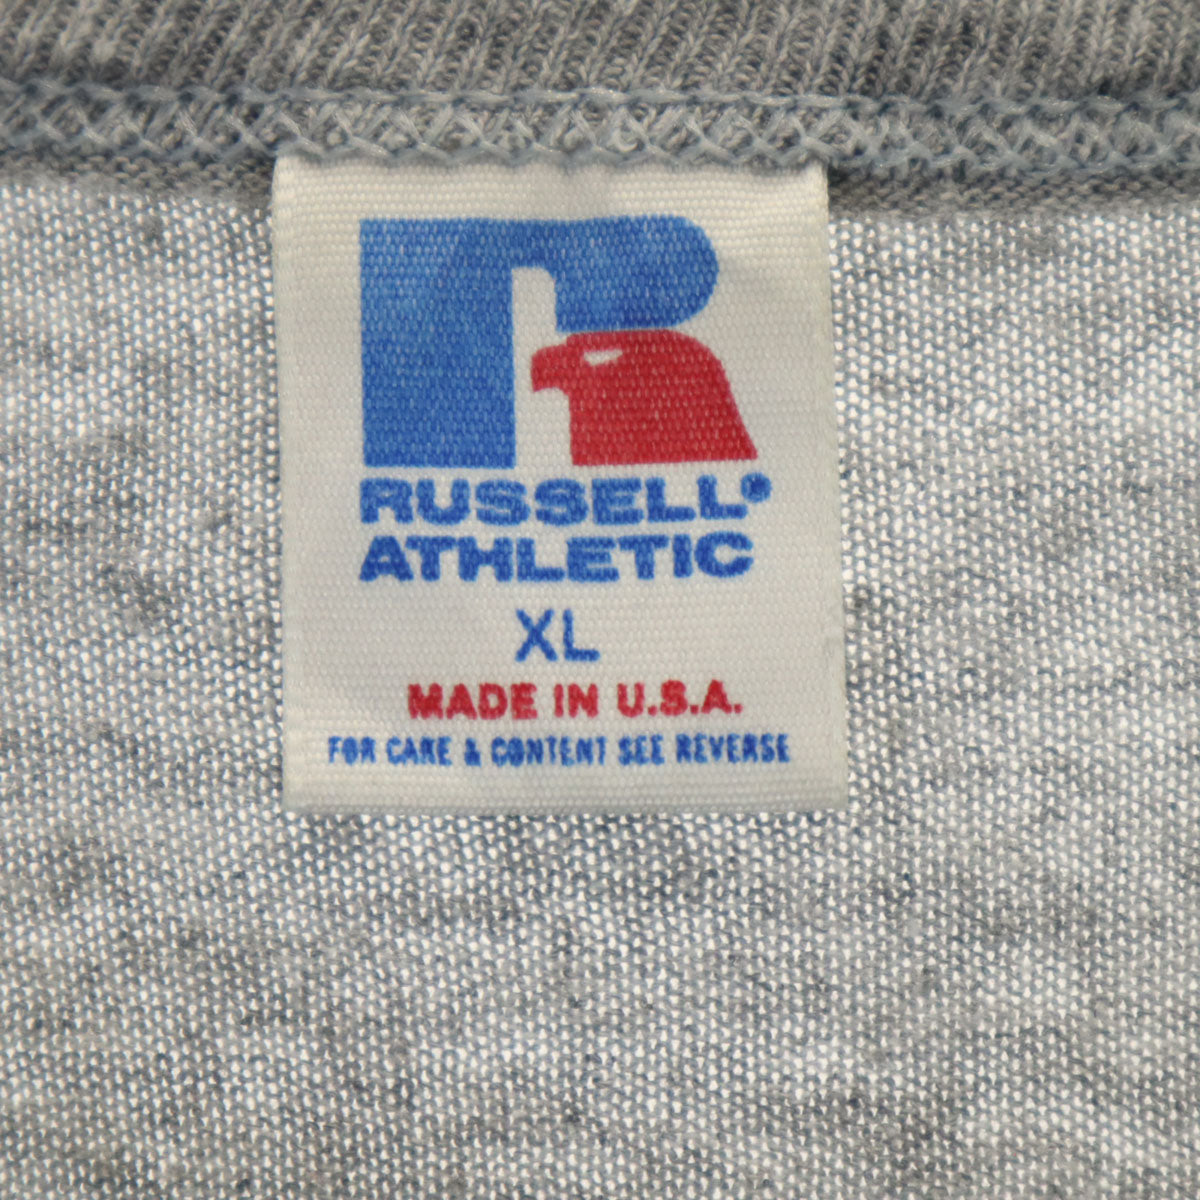 R
RUSSELL®
ATHLETIC
XL
MADE IN U.S.A.
FOR CARE & CONTENT SEE REVERSE